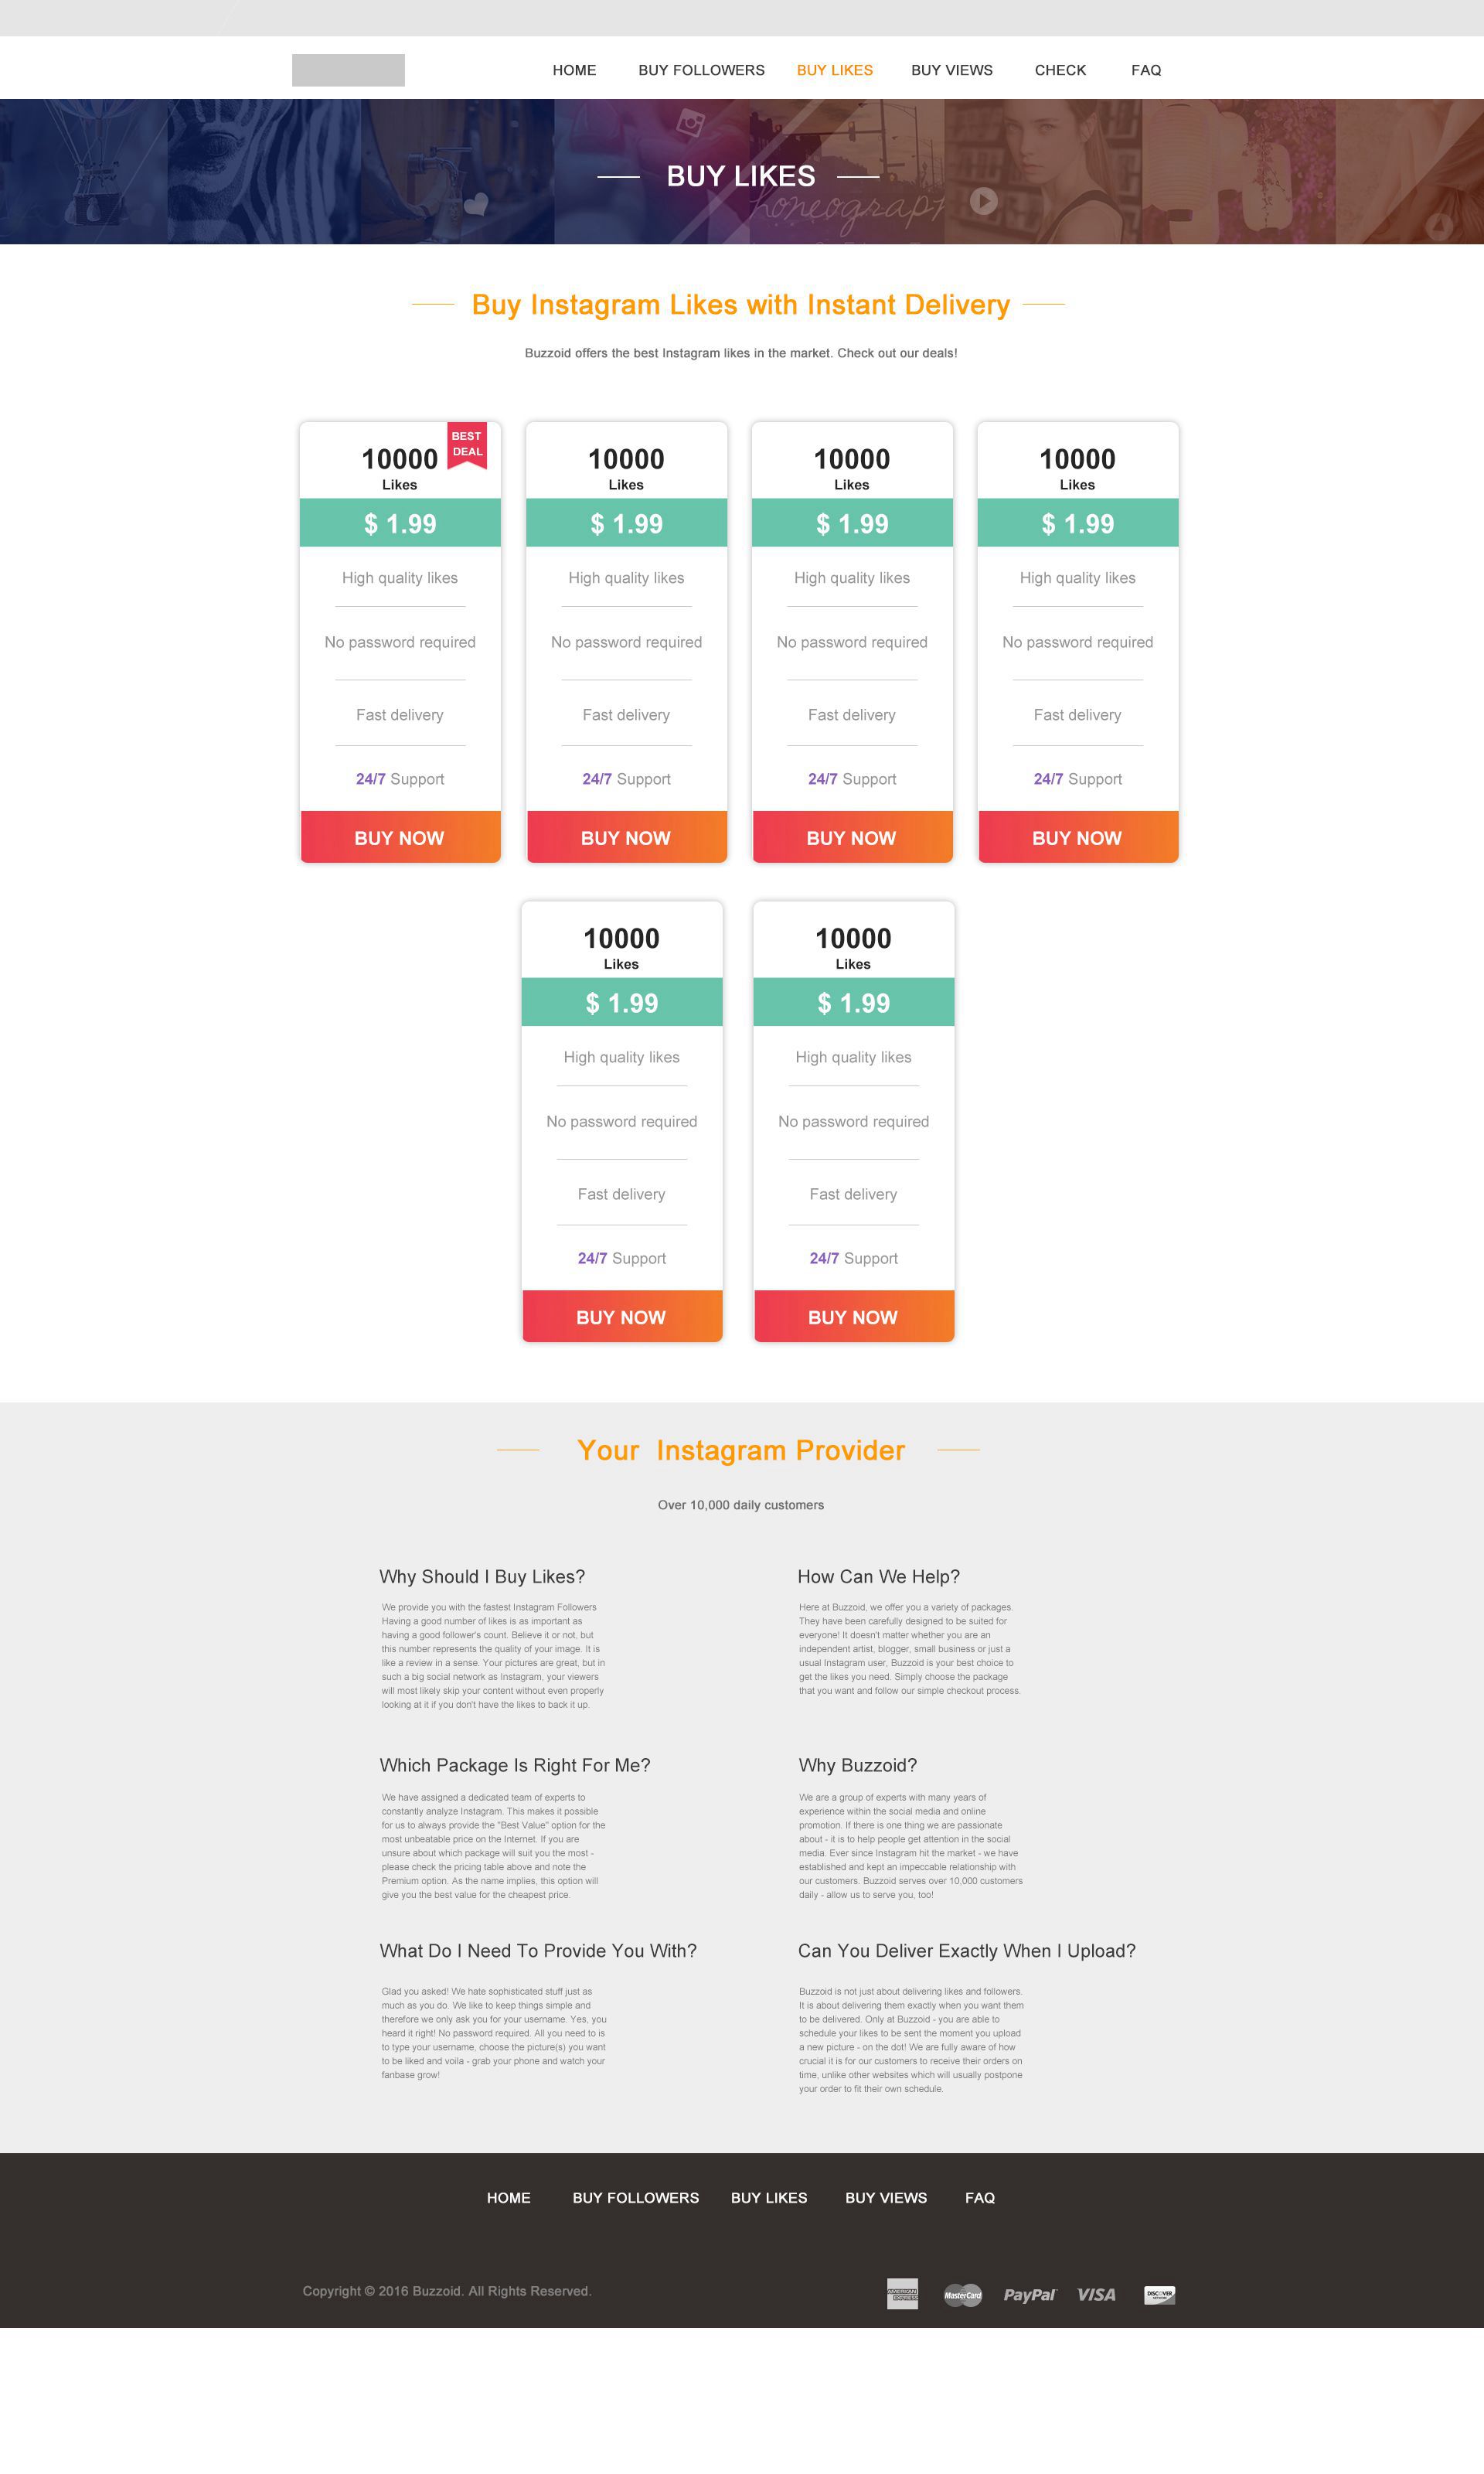 HOME BUY FOLLOWERS BUY LIKES BUY VIEWS CHECK FAQ
BUY LIKES
Buy Instagram Likes with Instant Delivery
Buzzoid offers the best Instagram likes in the market. Check out our deals!
BEST
DEAL
10000
Likes
$ 1.99
High quality likes
No password required
Fast delivery
24/7 Support
BUY NOW
10000
Likes
$ 1.99
High quality likes
No password required
Fast delivery
24/7 Support
BUY NOW
10000
Likes
$ 1.99
High quality likes
No password required
Fast delivery
24/7 Support
BUY NOW
10000
Likes
$ 1.99
High quality likes
No password required
Fast delivery
24/7 Support
BUY NOW
10000
Likes
$ 1.99
High quality likes
No password required
Fast delivery
24/7 Support
BUY NOW
10000
Likes
$ 1.99
High quality likes
No password required
Fast delivery
24/7 Support
BUY NOW
Your Instagram Provider
Over 10,000 daily customers
Why Should I Buy Likes?
We provide you with the fastest Instagram Followers
Having a good number of likes is as important as
having a good follower's count. Believe it or not, but
this number represents the quality of your image. It is
like a review in a sense. Your pictures are great, but in
such a big social network as Instagram, your viewers
will most likely skip your content without even properly
looking at it if you don't have the likes to back it up.
How Can We Help?
Here at Buzzoid, we offer you a variety of packages.
They have been carefully designed to be suited for
everyone! It doesn't matter whether you are an
independent artist, blogger, small business or just a
usual Instagram user, Buzzoid is your best choice to
get the likes you need. Simply choose the package
that you want and follow our simple checkout process.
Which Package Is Right For Me?
We have assigned a dedicated team of experts to
constantly analyze Instagram. This makes it possible
for us to always provide the "Best Value" option for the
most unbeatable price on the Internet. If you are
unsure about which package will suit you the most -
please check the pricing table above and note the
Premium option. As the name implies, this option will
give you the best value for the cheapest price.
Why Buzzoid?
We are a group of experts with many years of
experience within the social media and online
promotion. If there is one thing we are passionate
about - it is to help people get attention in the social
media. Ever since Instagram hit the market - we have
established and kept an impeccable relationship with
our customers. Buzzoid serves over 10,000 customers
daily - allow us to serve you, too!
What Do I Need To Provide You With?
Glad you asked! We hate sophisticated stuff just as
much as you do. We like to keep things simple and
therefore we only ask you for your username. Yes, you
heard it right! No password required. All you need to is
to type your username, choose the picture(s) you want
to be liked and voila - grab your phone and watch your
fanbase grow!
Can You Deliver Exactly When I Upload?
Buzzoid is not just about delivering likes and followers.
It is about delivering them exactly when you want them
to be delivered. Only at Buzzoid - you are able to
schedule your likes to be sent the moment you upload
a new picture - on the dot! We are fully aware of how
crucial it is for our customers to receive their orders on
time, unlike other websites which will usually postpone
your order to fit their own schedule.
HOME BUY FOLLOWERS BUY LIKES BUY VIEWS FAQ
Copyright © 2016 Buzzoid. All Rights Reserved.
AMERICAN
EXPRESS
MasterCard
PayPal
VISA
DISCOVER